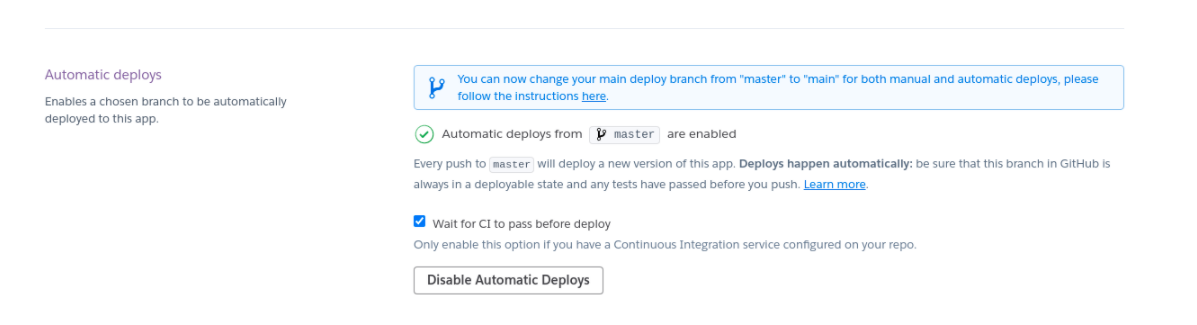 Automatic deploys
Enables a chosen branch to be automatically
deployed to this app.
You can now change your main deploy branch from "master" to "main" for both manual and automatic deploys, please
follow the instructions here.
Automatic deploys from master are enabled
Every push to master will deploy a new version of this app. Deploys happen automatically: be sure that this branch in GitHub is
always in a deployable state and any tests have passed before you push. Learn more.
Wait for CI to pass before deploy
Only enable this option if you have a Continuous Integration service configured on your repo.
Disable Automatic Deploys